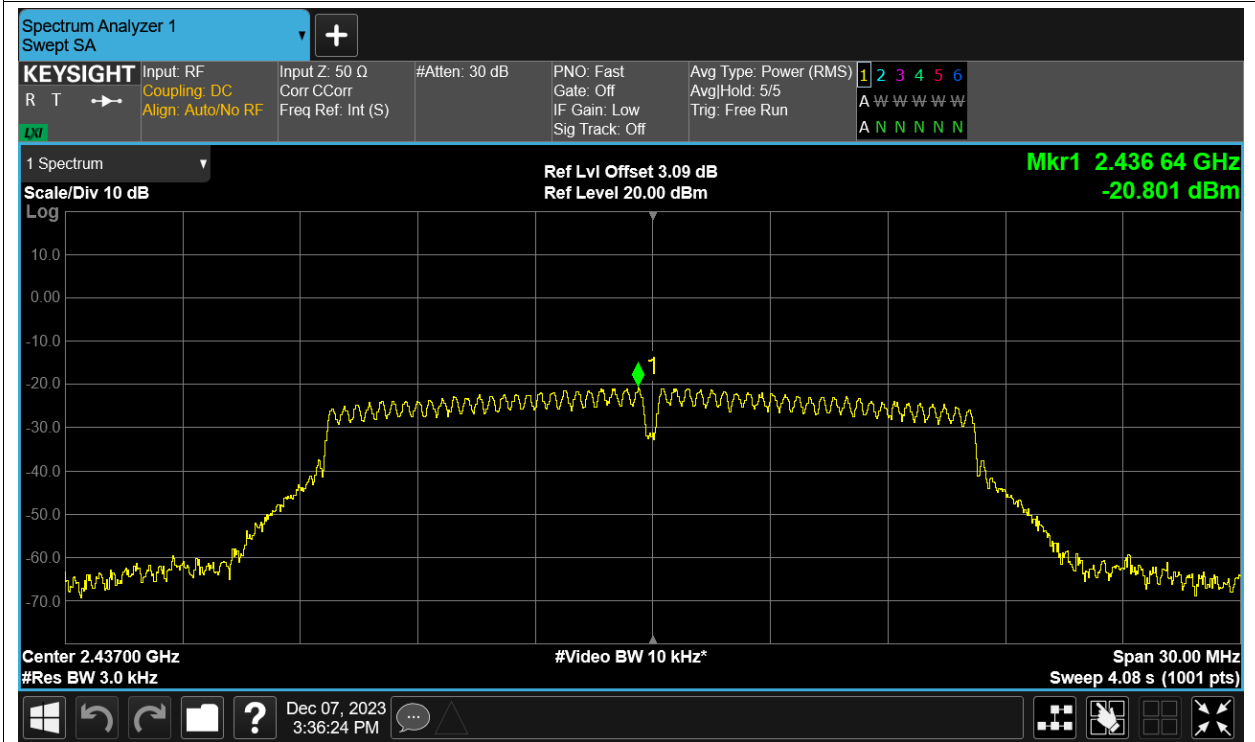 Spectrum Analyzer 1
Swept SA
+
KEYSIGHT
R T
LXI
Input: RF
Coupling: DC
Align: Auto/No RF
Input Z: 50 Ω
Corr CCorr
Freq Ref: Int (S)
#Atten: 30 dB
PNO: Fast
Gate: Off
IF Gain: Low
Sig Track: Off
Avg Type: Power (RMS)
Avg|Hold: 5/5
Trig: Free Run
1 2 3 4 5 6
A W W W W W
A N N N N N
1 Spectrum
Scale/Div 10 dB
Log
Ref Lvl Offset 3.09 dB
Ref Level 20.00 dBm
Mkr1 2.436 64 GHz
-20.801 dBm
10.0
0.00
-10.0
-20.0
-30.0
-40.0
-50.0
-60.0
-70.0
1
Center 2.43700 GHz
#Res BW 3.0 kHz
#Video BW 10 kHz*
Span 30.00 MHz
Sweep 4.08 s (1001 pts)
?
Dec 07, 2023
3:36:24 PM